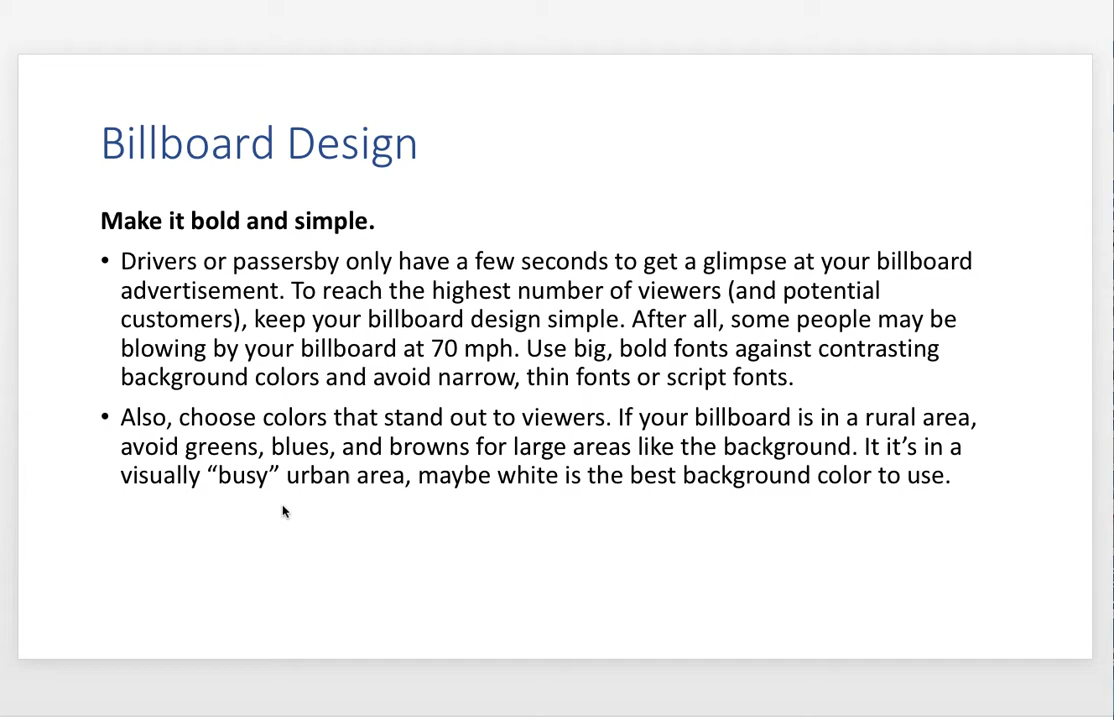 Billboard Design
Make it bold and simple.
• Drivers or passersby only have a few seconds to get a glimpse at your billboard
advertisement. To reach the highest number of viewers (and potential
customers), keep your billboard design simple. After all, some people may be
blowing by your billboard at 70 mph. Use big, bold fonts against contrasting
background colors and avoid narrow, thin fonts or script fonts.
• Also, choose colors that stand out to viewers. If your billboard is in a rural area,
avoid greens, blues, and browns for large areas like the background. It it’s in a
visually “busy” urban area, maybe white is the best background color to use.